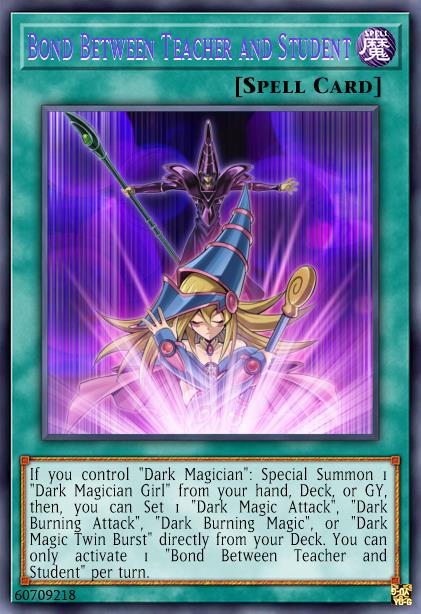 Bond Between Teacher and Student
SPELL
魔
[Spell Card]
If you control "Dark Magician": Special Summon 1
"Dark Magician Girl" from your hand, Deck, or GY,
then, you can Set 1 "Dark Magic Attack", "Dark
Burning Attack", "Dark Burning Magic", or "Dark
Magic Twin Burst" directly from your Deck. You can
only activate 1 "Bond Between Teacher and
Student" per turn.
60709218